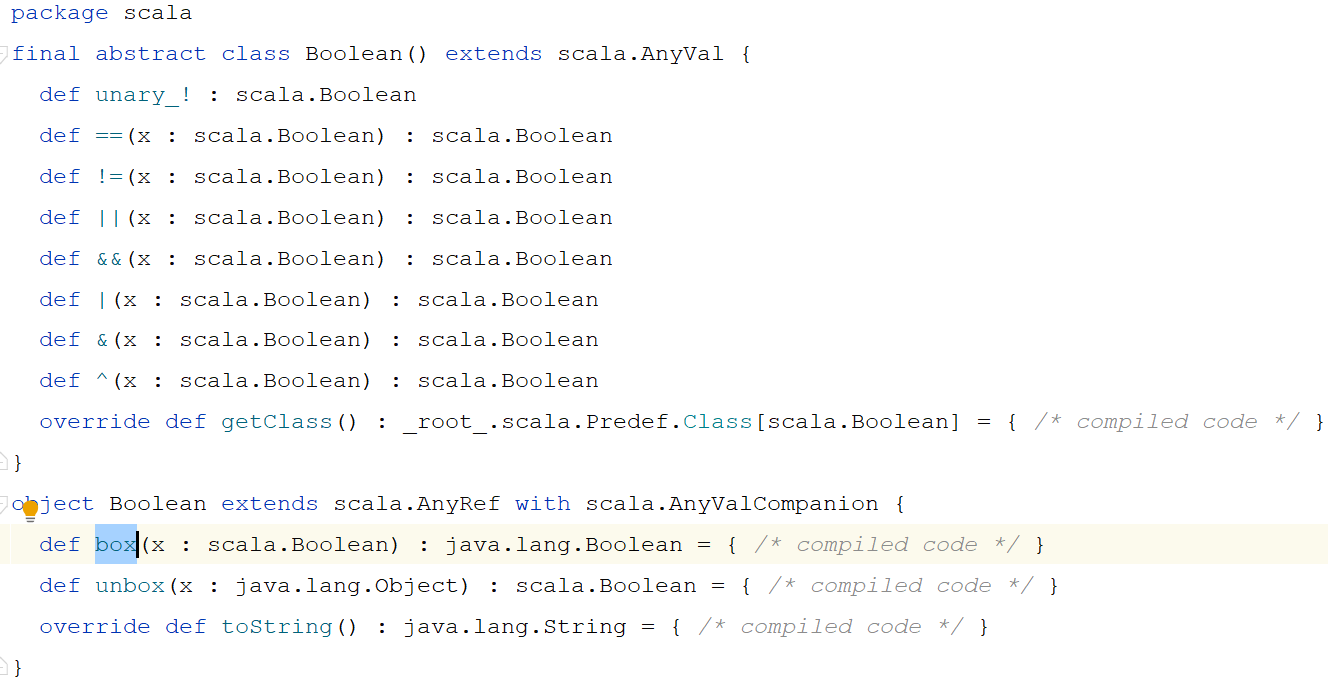 package scala
final abstract class Boolean() extends scala.AnyVal {
  def unary_! : scala.Boolean
  def ==(x : scala.Boolean) : scala.Boolean
  def !=(x : scala.Boolean) : scala.Boolean
  def ||(x : scala.Boolean) : scala.Boolean
  def &&(x : scala.Boolean) : scala.Boolean
  def |(x : scala.Boolean) : scala.Boolean
  def &(x : scala.Boolean) : scala.Boolean
  def ^(x : scala.Boolean) : scala.Boolean
  override def getClass() : _root_.scala.Predef.Class[scala.Boolean] = { /* compiled code */ }
}
object Boolean extends scala.AnyRef with scala.AnyValCompanion {
  def box(x : scala.Boolean) : java.lang.Boolean = { /* compiled code */ }
  def unbox(x : java.lang.Object) : scala.Boolean = { /* compiled code */ }
  override def toString() : java.lang.String = { /* compiled code */ }
}